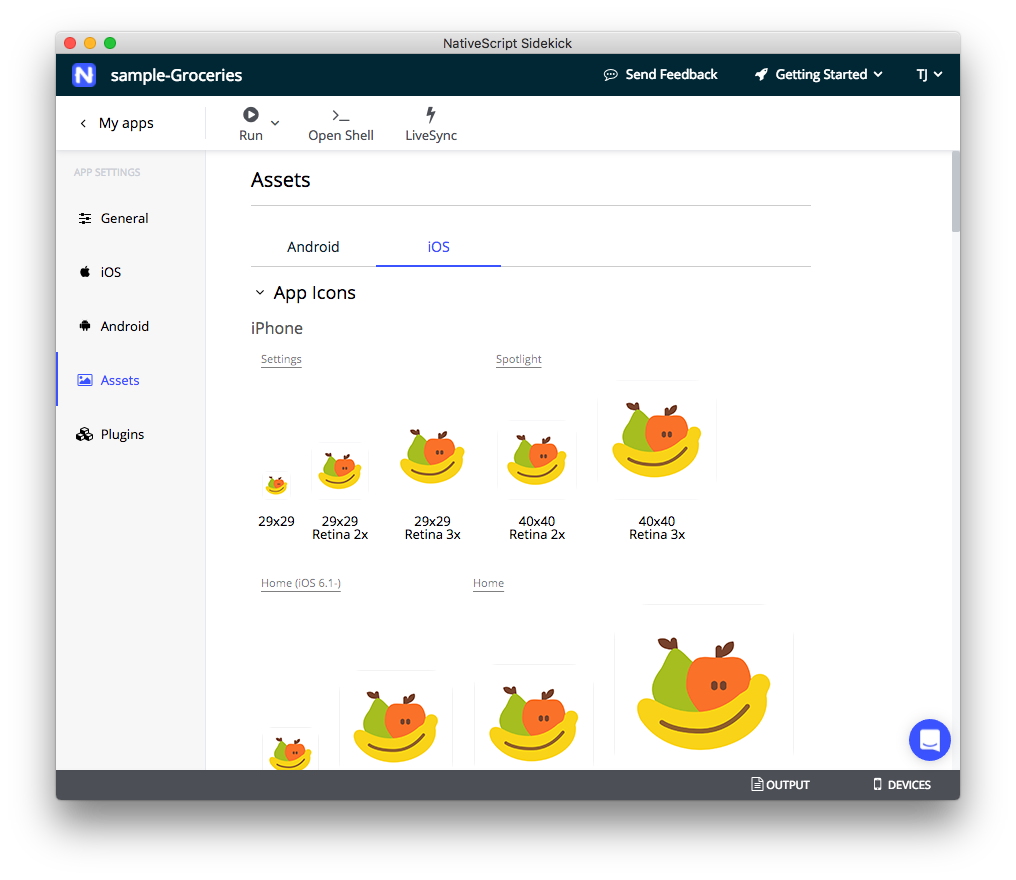 NativeScript Sidekick
N sample-Groceries Send Feedback Getting Started TJ
My apps
Run Open Shell LiveSync
APP SETTINGS
General
iOS
Android
Assets
Plugins
Assets
Android iOS
App Icons
iPhone
Settings Spotlight
29x29 29x29 29x29 40x40 40x40
Retina 2x Retina 3x Retina 2x Retina 3x
Home (iOS 6.1-) Home
OUTPUT DEVICES